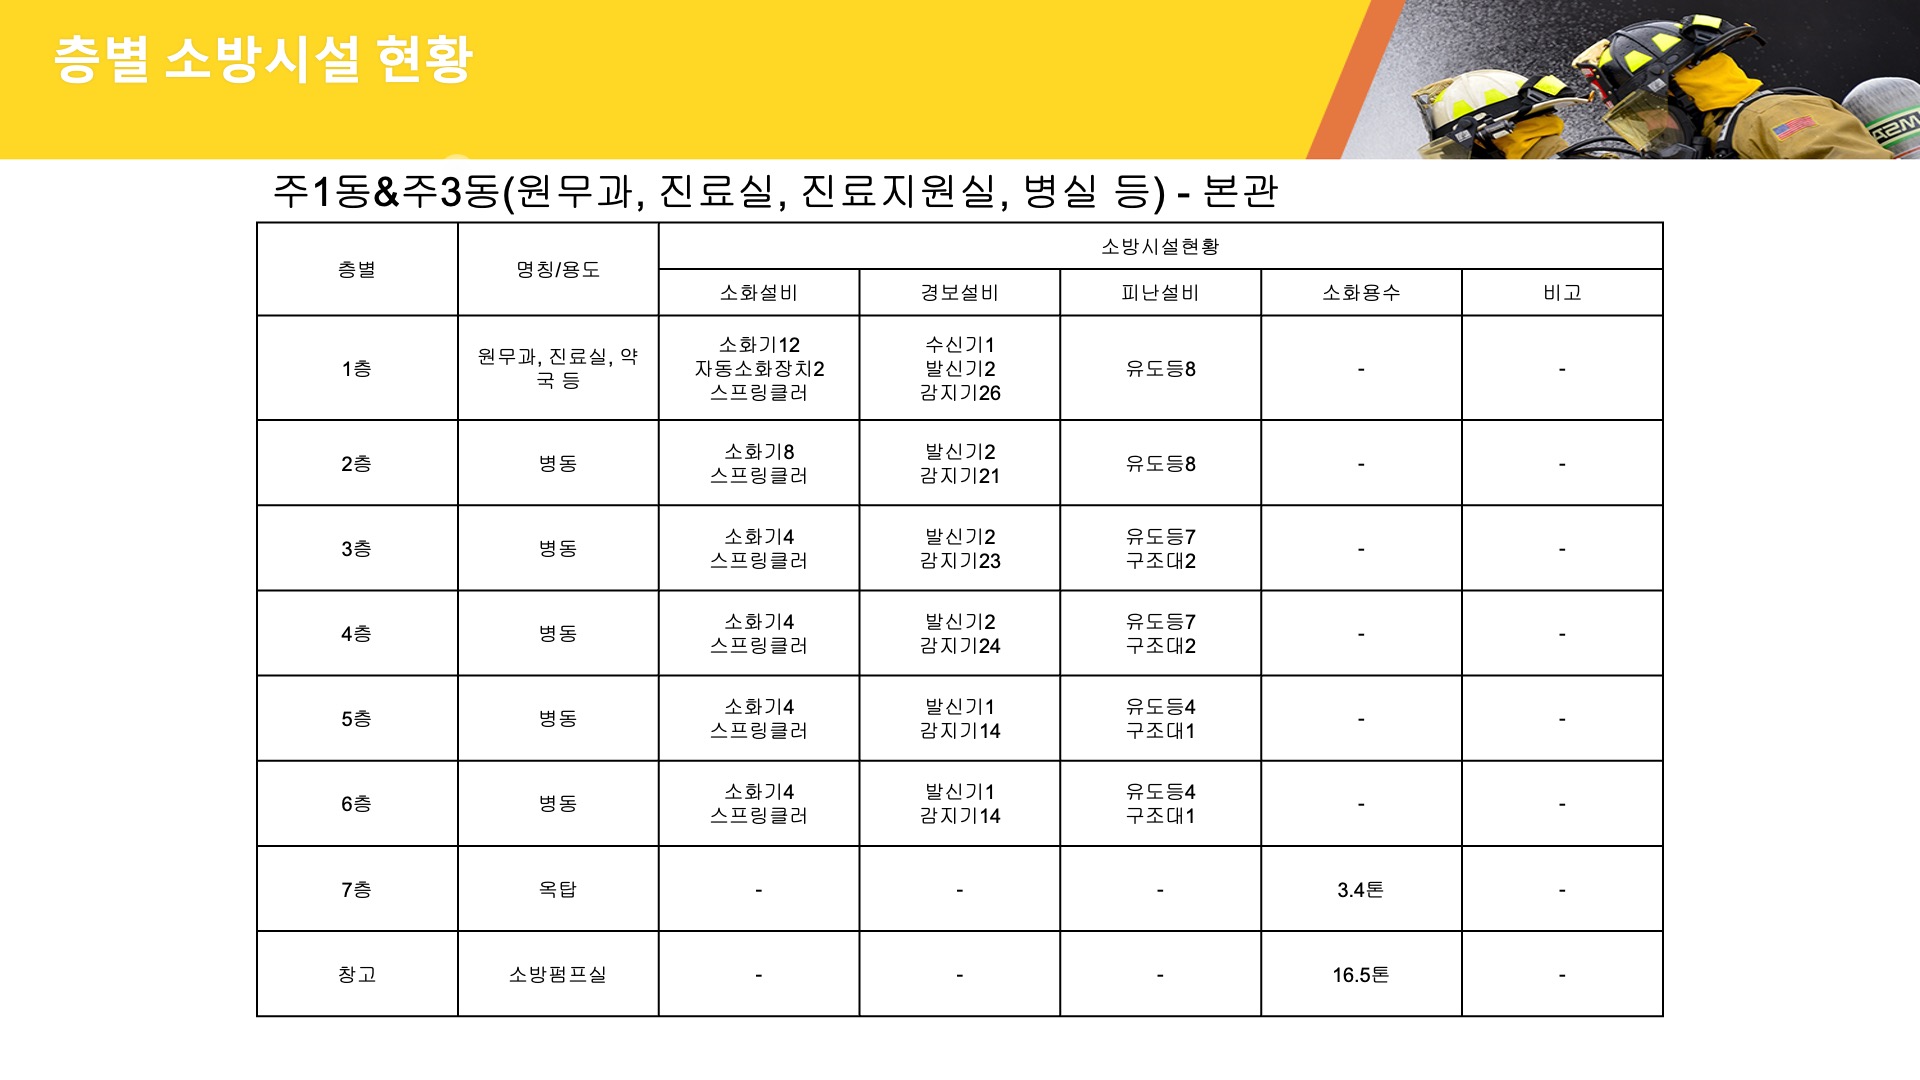 층별 소방시설 현황
MSA
주1동&주3동(원무과, 진료실, 진료지원실, 병실 등) - 본관
층별
명칭/용도
소방시설현황
소화설비
경보설비
피난설비
소화용수
비고
1층
원무과, 진료실, 약
국 등
소화기12
자동소화장치2
스프링클러
수신기1
발신기2
감지기26
유도등8
-
-
2층
병동
소화기8
스프링클러
발신기2
감지기21
유도등8
-
-
3층
병동
소화기4
스프링클러
발신기2
감지기23
유도등7
구조대2
-
-
4층
병동
소화기4
스프링클러
발신기2
감지기24
유도등7
구조대2
-
-
5층
병동
소화기4
스프링클러
발신기1
감지기14
유도등4
구조대1
-
-
6층
병동
소화기4
스프링클러
발신기1
감지기14
유도등4
구조대1
-
-
7층
옥탑
-
-
-
3.4톤
-
창고
소방펌프실
-
-
-
16.5톤
-